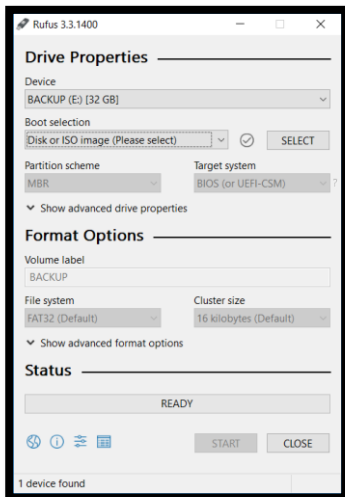 Rufus 3.3.1400
Drive Properties
Device
BACKUP (E:) [32 GB]
Boot selection
Disk or ISO image (Please select)
SELECT
Partition scheme
Target system
MBR
BIOS (or UEFI-CSM)
?
Show advanced drive properties
Format Options
Volume label
BACKUP
File system
Cluster size
FAT32 (Default)
16 kilobytes (Default)
Show advanced format options
Status
READY
START
CLOSE
1 device found